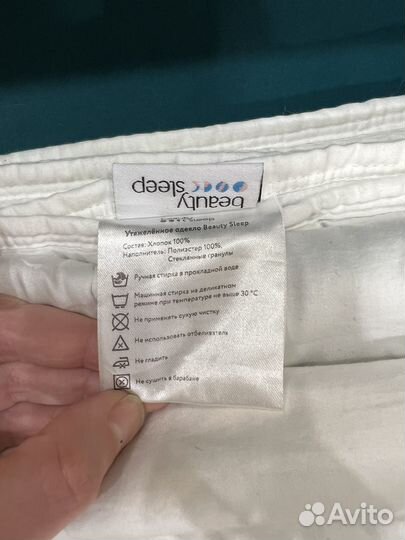 beauty
sleep
Утяжелённое одеяло Beauty Sleep
Состав: Хлопок 100%
Наполнитель: Полиэстер 100%,
Стеклянные гранулы
Ручная стирка в прохладной воде
Машинная стирка на деликатном
режиме при температуре не выше 30 °C
Не применять сухую чистку
Не использовать отбеливатель
Не гладить
Не сушить в барабане
Avito